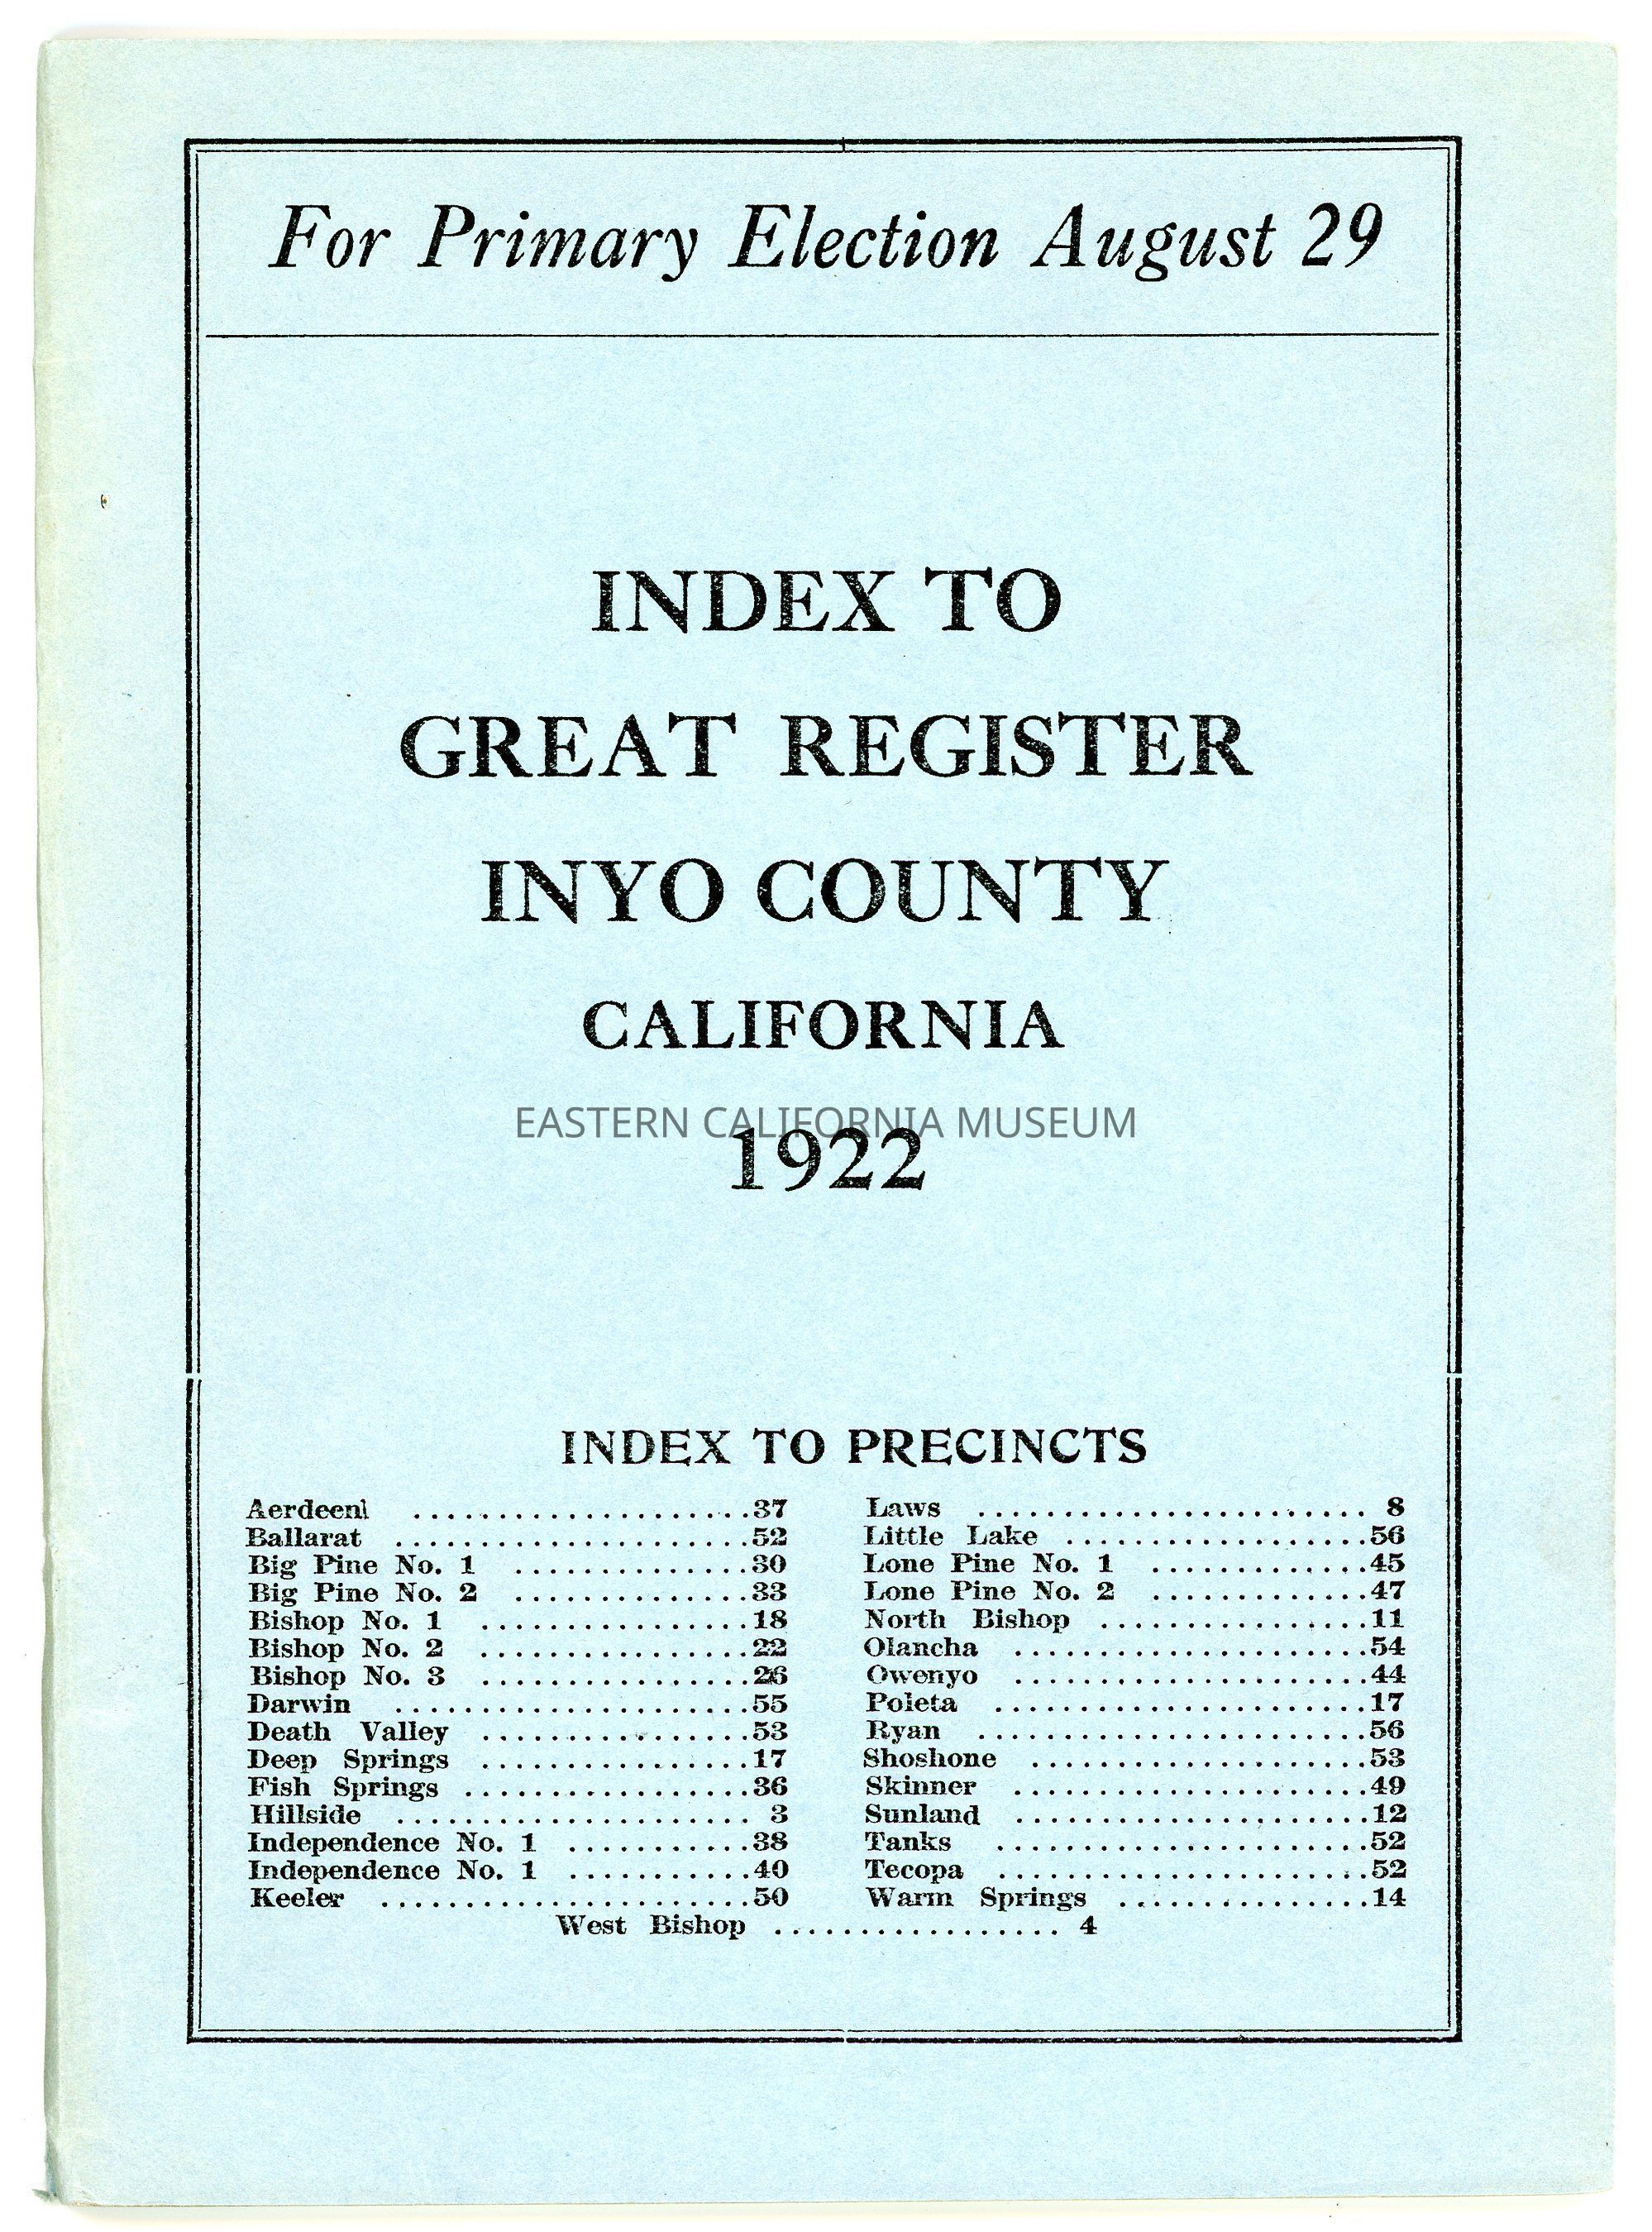 For Primary Election August 29
INDEX TO
GREAT REGISTER
INYO COUNTY
CALIFORNIA
EASTERN CALIFORNIA MUSEUM
1922
INDEX TO PRECINCTS
Aerdeenl ....................37
Ballarat .....................52
Big Pine No. 1 ..............30
Big Pine No. 2 ..............33
Bishop No. 1 ................18
Bishop No. 2 ................22
Bishop No. 3 ................26
Darwin .....................55
Death Valley ................53
Deep Springs ................17
Fish Springs .................36
Hillside ..................... 3
Independence No. 1 ...........38
Independence No. 1 ...........40
Keeler ......................50
Laws ....................... 8
Little Lake ..................56
Lone Pine No. 1 .............45
Lone Pine No. 2 .............47
North Bishop ................11
Olancha .....................54
Owenyo .....................44
Poleta ......................17
Ryan .......................56
Shoshone ....................53
Skinner .....................49
Sunland .....................12
Tanks ......................52
Tecopa ......................52
Warm Springs ...............14
West Bishop ................. 4